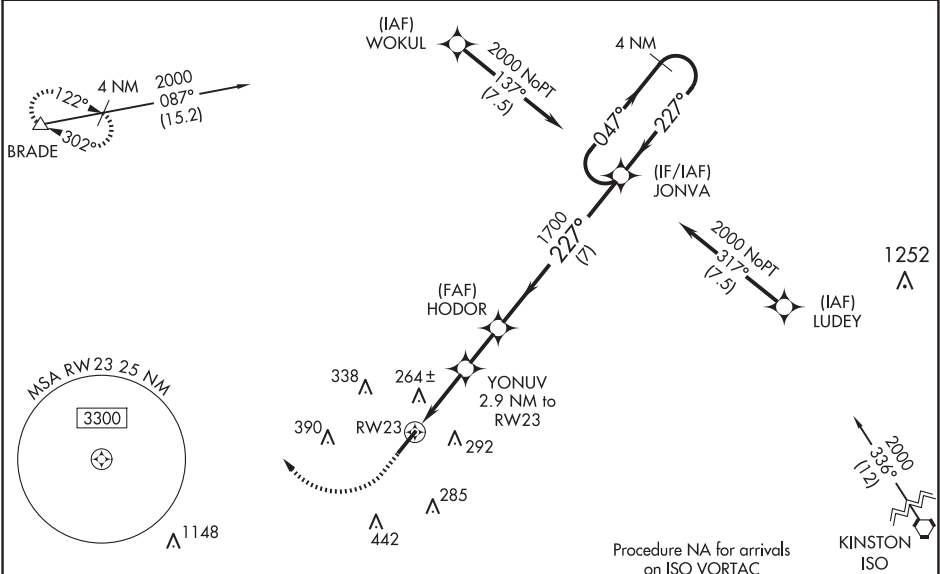 (IAF)
WOKUL
2000 NoPT
137°
(7.5)
4 NM
047°
227°
4 NM
2000
087°
(15.2)
122°
302°
BRADE
(IF/IAF)
JONVA
1700
227°
(7)
2000 NoPT
317°
(7.5)
1252
(IAF)
LUDEY
(FAF)
HODOR
YONUV
2.9 NM to
RW23
338
264±
390
RW23
292
285
442
MSA RW23 25 NM
3300
1148
2000
336°
(12)
KINSTON
ISO
Procedure NA for arrivals
on ISO VORTAC